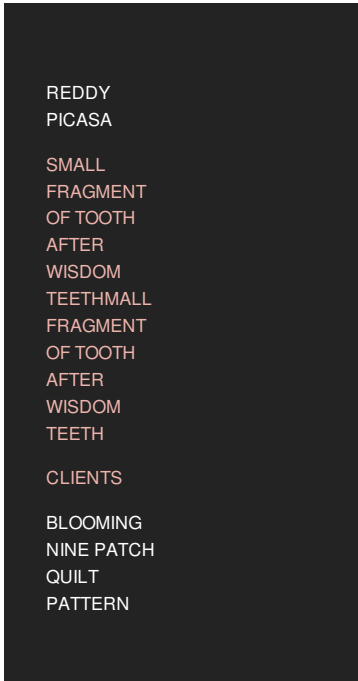 REDDY
PICASA
SMALL
FRAGMENT
OF TOOTH
AFTER
WISDOM
TEETHMALL
FRAGMENT
OF TOOTH
AFTER
WISDOM
TEETH
CLIENTS
BLOOMING
NINE PATCH
QUILT
PATTERN